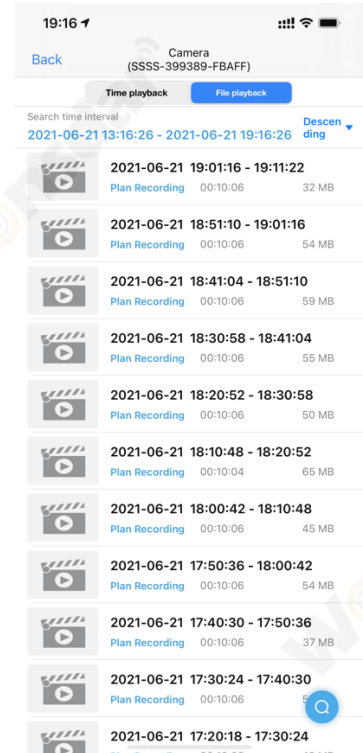 19:16
Back
Camera
(SSSS-399389-FBAFF)
Time playback File playback
Search time interval
2021-06-21 13:16:26 - 2021-06-21 19:16:26
Descen
ding
2021-06-21 19:01:16 - 19:11:22
Plan Recording 00:10:06 32 MB
2021-06-21 18:51:10 - 19:01:16
Plan Recording 00:10:06 54 MB
2021-06-21 18:41:04 - 18:51:10
Plan Recording 00:10:06 59 MB
2021-06-21 18:30:58 - 18:41:04
Plan Recording 00:10:06 55 MB
2021-06-21 18:20:52 - 18:30:58
Plan Recording 00:10:06 50 MB
2021-06-21 18:10:48 - 18:20:52
Plan Recording 00:10:04 65 MB
2021-06-21 18:00:42 - 18:10:48
Plan Recording 00:10:06 45 MB
2021-06-21 17:50:36 - 18:00:42
Plan Recording 00:10:06 54 MB
2021-06-21 17:40:30 - 17:50:36
Plan Recording 00:10:06 37 MB
2021-06-21 17:30:24 - 17:40:30
Plan Recording 00:10:06
2021-06-21 17:20:18 - 17:30:24